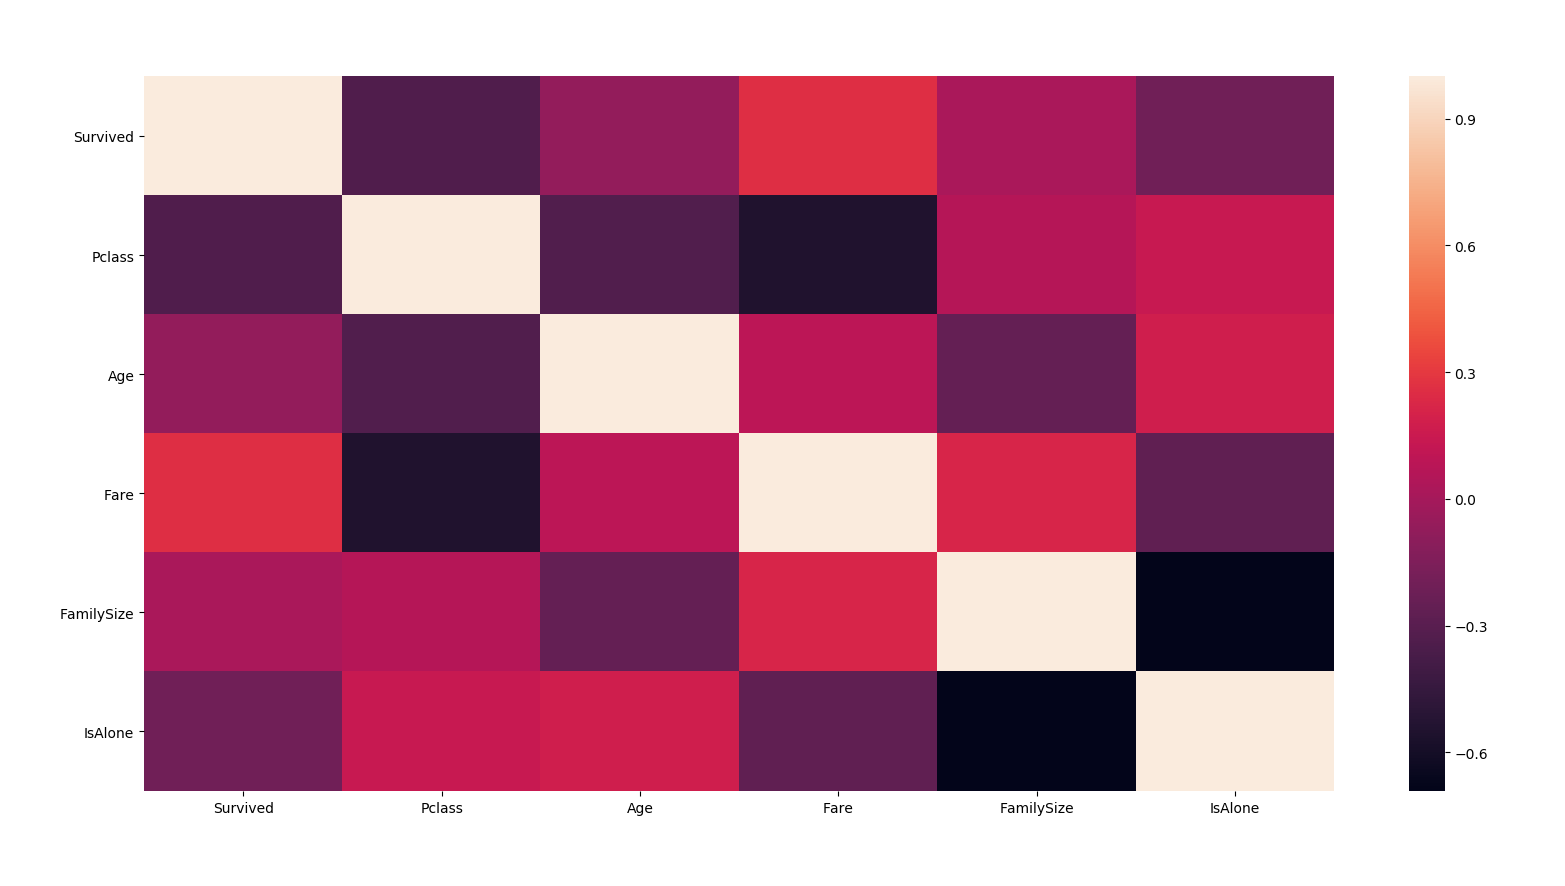 Survived
Pclass
Age
Fare
FamilySize
IsAlone
Survived Pclass Age Fare FamilySize IsAlone
0.9
0.6
0.3
0.0
−0.3
−0.6